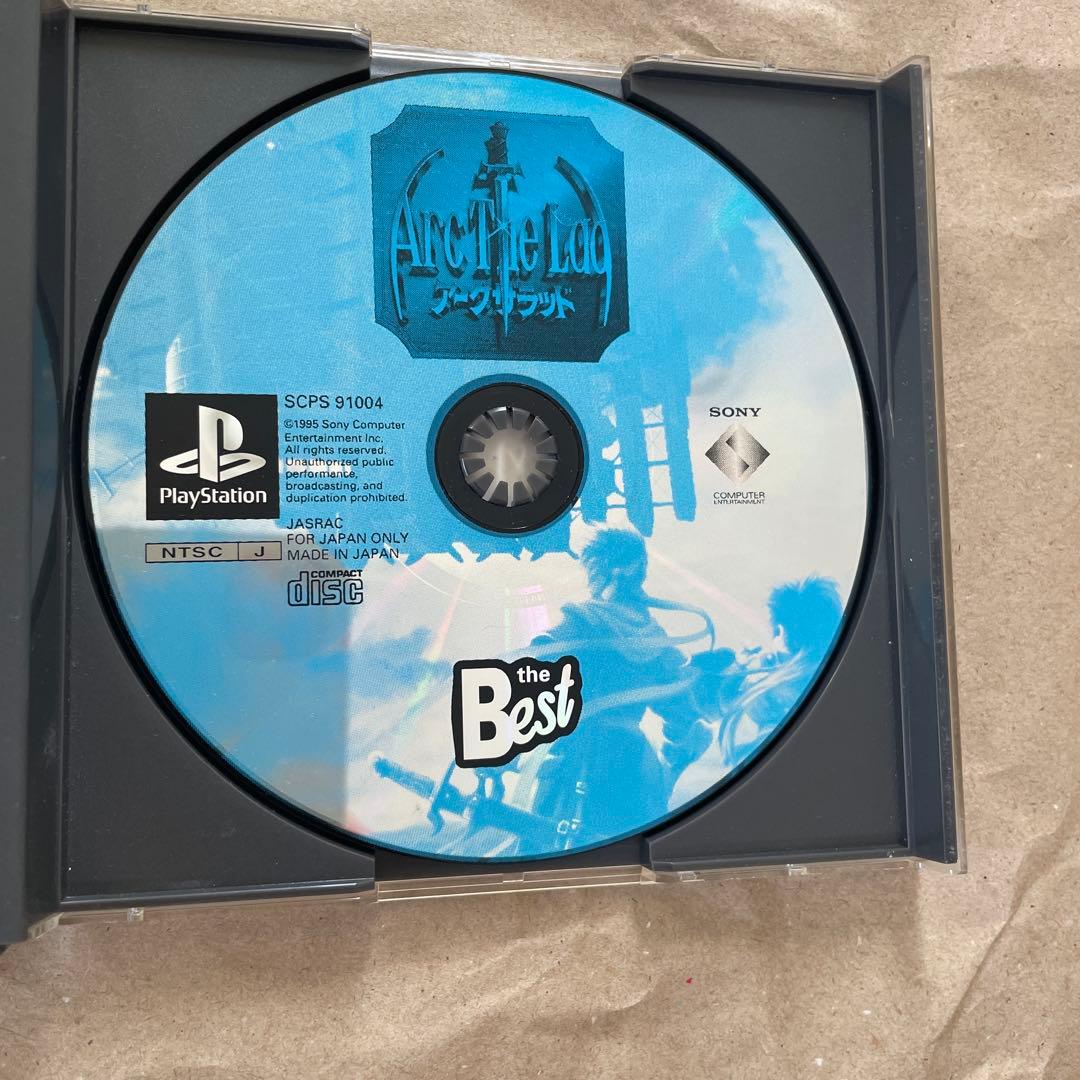 Arc The Lad
アークザラッド
SCPS 91004
©1995 Sony Computer
Entertainment Inc.
All rights reserved.
Unauthorized public
performance,
broadcasting, and
duplication prohibited.
PlayStation
JASRAC
FOR JAPAN ONLY
MADE IN JAPAN
NTSC J
COMPACT
disc
SONY
COMPUTER
ENTERTAINMENT
the
Best